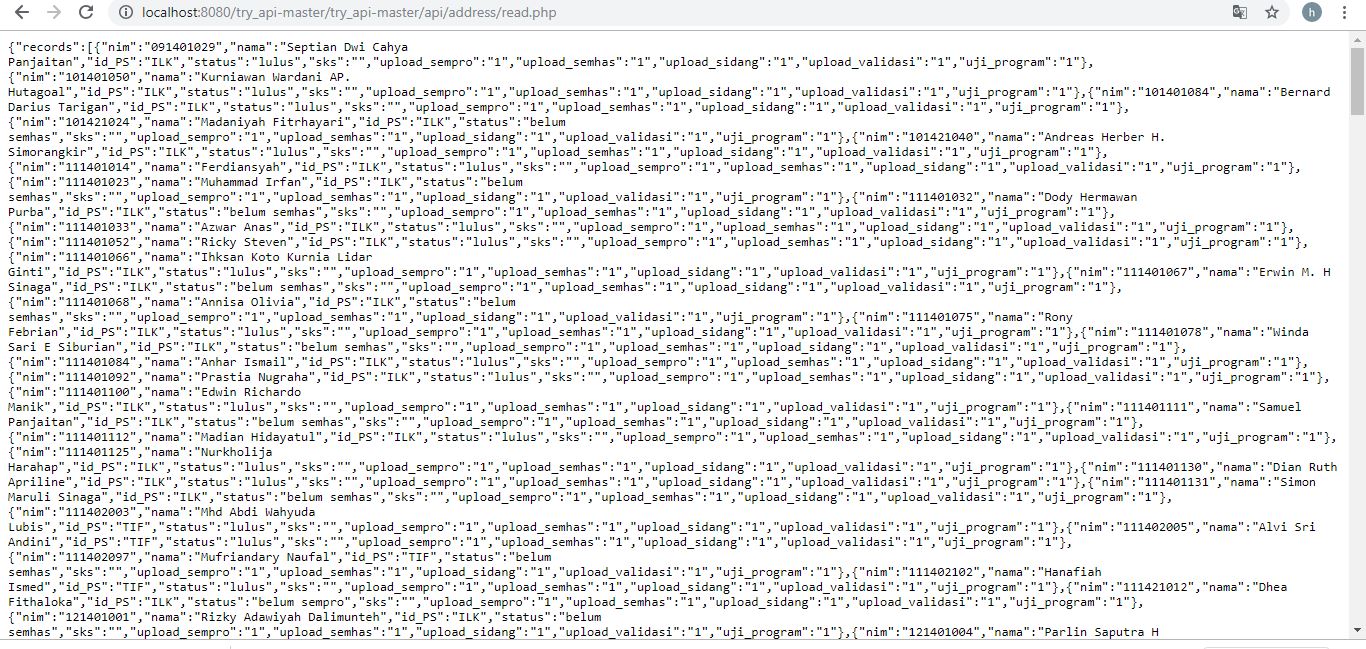 localhost:8080/try_api-master/try_api-master/api/address/read.php
h
{"records":[{"nim":"091401029","nama":"Septian Dwi Cahya
Panjaitan","id_PS":"ILK","status":"lulus","sks":"","upload_sempro":"1","upload_semhas":"1","upload_sidang":"1","upload_validasi":"1","uji_program":"1"},
{"nim":"101401050","nama":"Kurniawan Wardani AP.
Hutagoal","id_PS":"ILK","status":"lulus","sks":"","upload_sempro":"1","upload_semhas":"1","upload_sidang":"1","upload_validasi":"1","uji_program":"1"},{"nim":"101401084","nama":"Bernard
Darius Tarigan","id_PS":"ILK","status":"lulus","sks":"","upload_sempro":"1","upload_semhas":"1","upload_sidang":"1","upload_validasi":"1","uji_program":"1"},
{"nim":"101421024","nama":"Madaniyah Fitrhayari","id_PS":"ILK","status":"belum
semhas","sks":"","upload_sempro":"1","upload_semhas":"1","upload_sidang":"1","upload_validasi":"1","uji_program":"1"},{"nim":"101421040","nama":"Andreas Herber H.
Simorangkir","id_PS":"ILK","status":"lulus","sks":"","upload_sempro":"1","upload_semhas":"1","upload_sidang":"1","upload_validasi":"1","uji_program":"1"},
{"nim":"111401014","nama":"Ferdiansyah","id_PS":"ILK","status":"lulus","sks":"","upload_sempro":"1","upload_semhas":"1","upload_sidang":"1","upload_validasi":"1","uji_program":"1"},
{"nim":"111401023","nama":"Muhammad Irfan","id_PS":"ILK","status":"belum
semhas","sks":"","upload_sempro":"1","upload_semhas":"1","upload_sidang":"1","upload_validasi":"1","uji_program":"1"},{"nim":"111401032","nama":"Dody Hermawan
Purba","id_PS":"ILK","status":"belum semhas","sks":"","upload_sempro":"1","upload_semhas":"1","upload_sidang":"1","upload_validasi":"1","uji_program":"1"},
{"nim":"111401033","nama":"Azwar Anas","id_PS":"ILK","status":"lulus","sks":"","upload_sempro":"1","upload_semhas":"1","upload_sidang":"1","upload_validasi":"1","uji_program":"1"},
{"nim":"111401052","nama":"Ricky Steven","id_PS":"ILK","status":"lulus","sks":"","upload_sempro":"1","upload_semhas":"1","upload_sidang":"1","upload_validasi":"1","uji_program":"1"},
{"nim":"111401066","nama":"Ihksan Koto Kurnia Lidar
Ginti","id_PS":"ILK","status":"lulus","sks":"","upload_sempro":"1","upload_semhas":"1","upload_sidang":"1","upload_validasi":"1","uji_program":"1"},{"nim":"111401067","nama":"Erwin M. H
Sinaga","id_PS":"ILK","status":"belum semhas","sks":"","upload_sempro":"1","upload_semhas":"1","upload_sidang":"1","upload_validasi":"1","uji_program":"1"},
{"nim":"111401068","nama":"Annisa Olivia","id_PS":"ILK","status":"belum
semhas","sks":"","upload_sempro":"1","upload_semhas":"1","upload_sidang":"1","upload_validasi":"1","uji_program":"1"},{"nim":"111401075","nama":"Rony
Febrian","id_PS":"ILK","status":"lulus","sks":"","upload_sempro":"1","upload_semhas":"1","upload_sidang":"1","upload_validasi":"1","uji_program":"1"},{"nim":"111401078","nama":"Winda
Sari E Siburian","id_PS":"ILK","status":"belum semhas","sks":"","upload_sempro":"1","upload_semhas":"1","upload_sidang":"1","upload_validasi":"1","uji_program":"1"},
{"nim":"111401084","nama":"Anhar Ismail","id_PS":"ILK","status":"lulus","sks":"","upload_sempro":"1","upload_semhas":"1","upload_sidang":"1","upload_validasi":"1","uji_program":"1"},
{"nim":"111401092","nama":"Prastia Nugraha","id_PS":"ILK","status":"lulus","sks":"","upload_sempro":"1","upload_semhas":"1","upload_sidang":"1","upload_validasi":"1","uji_program":"1"},
{"nim":"111401100","nama":"Edwin Richardo
Manik","id_PS":"ILK","status":"lulus","sks":"","upload_sempro":"1","upload_semhas":"1","upload_sidang":"1","upload_validasi":"1","uji_program":"1"},{"nim":"111401111","nama":"Samuel
Panjaitan","id_PS":"ILK","status":"belum semhas","sks":"","upload_sempro":"1","upload_semhas":"1","upload_sidang":"1","upload_validasi":"1","uji_program":"1"},
{"nim":"111401112","nama":"Madian Hidayatul","id_PS":"ILK","status":"lulus","sks":"","upload_sempro":"1","upload_semhas":"1","upload_sidang":"1","upload_validasi":"1","uji_program":"1"},
{"nim":"111401125","nama":"Nurkholija
Harahap","id_PS":"ILK","status":"lulus","sks":"","upload_sempro":"1","upload_semhas":"1","upload_sidang":"1","upload_validasi":"1","uji_program":"1"},{"nim":"111401130","nama":"Dian Ruth
Apriline","id_PS":"ILK","status":"lulus","sks":"","upload_sempro":"1","upload_semhas":"1","upload_sidang":"1","upload_validasi":"1","uji_program":"1"},{"nim":"111401131","nama":"Simon
Maruli Sinaga","id_PS":"ILK","status":"belum semhas","sks":"","upload_sempro":"1","upload_semhas":"1","upload_sidang":"1","upload_validasi":"1","uji_program":"1"},
{"nim":"111402003","nama":"Mhd Abdi Wahyuda
Lubis","id_PS":"TIF","status":"lulus","sks":"","upload_sempro":"1","upload_semhas":"1","upload_sidang":"1","upload_validasi":"1","uji_program":"1"},{"nim":"111402005","nama":"Alvi Sri
Andini","id_PS":"TIF","status":"lulus","sks":"","upload_sempro":"1","upload_semhas":"1","upload_sidang":"1","upload_validasi":"1","uji_program":"1"},
{"nim":"111402097","nama":"Mufriandary Naufal","id_PS":"TIF","status":"belum
semhas","sks":"","upload_sempro":"1","upload_semhas":"1","upload_sidang":"1","upload_validasi":"1","uji_program":"1"},{"nim":"111402102","nama":"Hanafiah
Ismed","id_PS":"TIF","status":"lulus","sks":"","upload_sempro":"1","upload_semhas":"1","upload_sidang":"1","upload_validasi":"1","uji_program":"1"},{"nim":"111421012","nama":"Dhea
Fithaloka","id_PS":"ILK","status":"belum sempro","sks":"","upload_sempro":"1","upload_semhas":"1","upload_sidang":"1","upload_validasi":"1","uji_program":"1"},
{"nim":"121401001","nama":"Rizky Adawiyah Dalimunteh","id_PS":"ILK","status":"belum
semhas","sks":"","upload_sempro":"1","upload_semhas":"1","upload_sidang":"1","upload_validasi":"1","uji_program":"1"},{"nim":"121401004","nama":"Parlin Saputra H